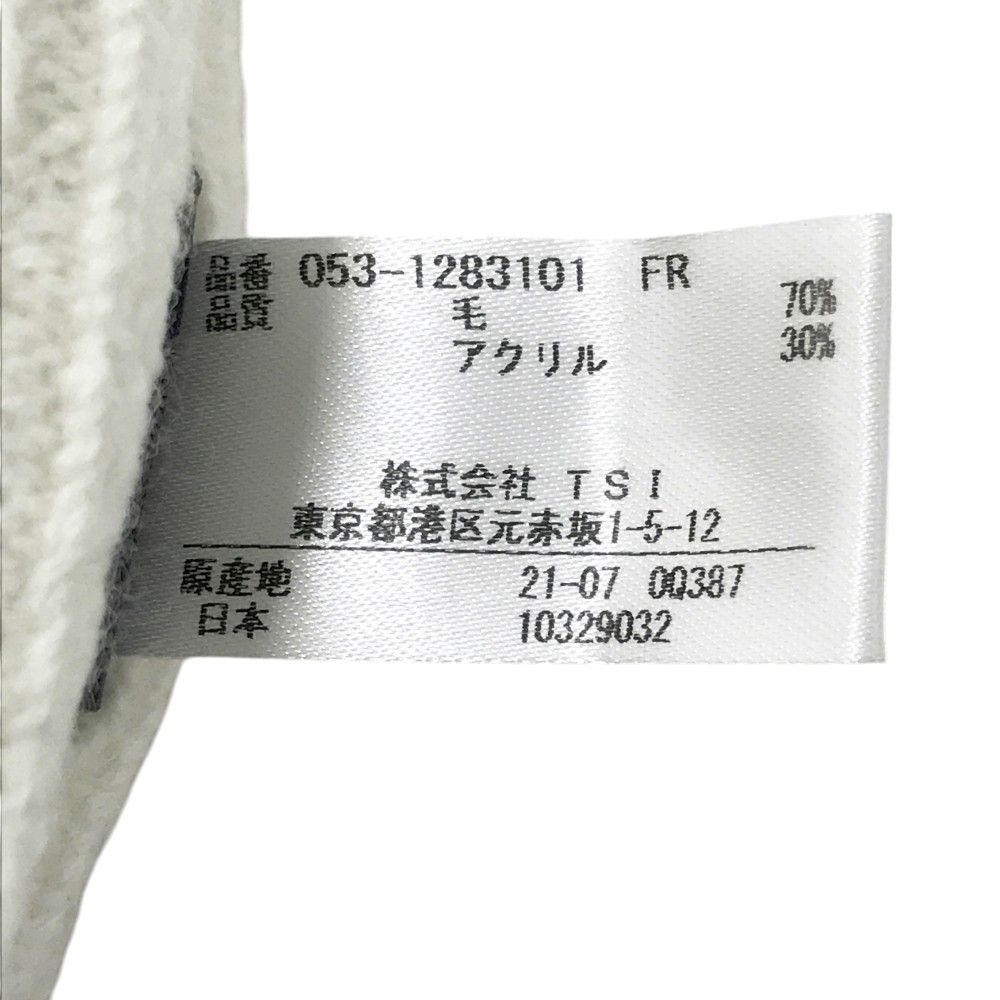 品番 053-1283101 FR
品質 毛 70%
アクリル 30%
株式会社 TSI
東京都港区元赤坂1-5-12
原産地 21-07 0Q387
日本 10329032